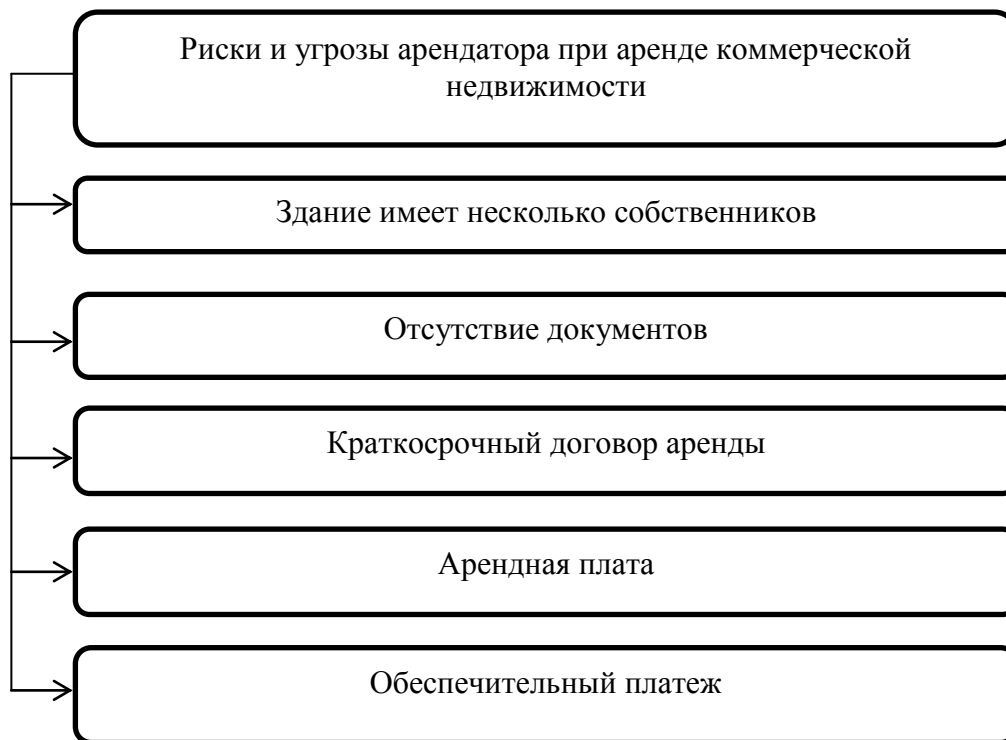 Риски и угрозы арендатора при аренде коммерческой
недвижимости
Здание имеет несколько собственников
Отсутствие документов
Краткосрочный договор аренды
Арендная плата
Обеспечительный платеж